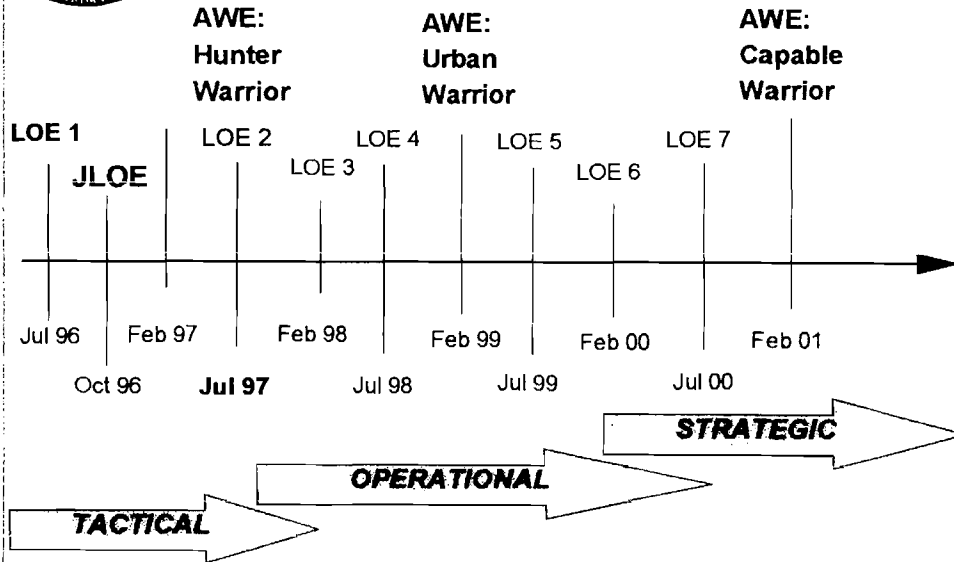 AWE:
Hunter
Warrior
AWE:
Urban
Warrior
AWE:
Capable
Warrior
LOE 1
JLOE
LOE 2
LOE 3
LOE 4
LOE 5
LOE 6
LOE 7
Jul 96
Oct 96
Feb 97
Jul 97
Feb 98
Jul 98
Feb 99
Jul 99
Feb 00
Jul 00
Feb 01
STRATEGIC
OPERATIONAL
TACTICAL